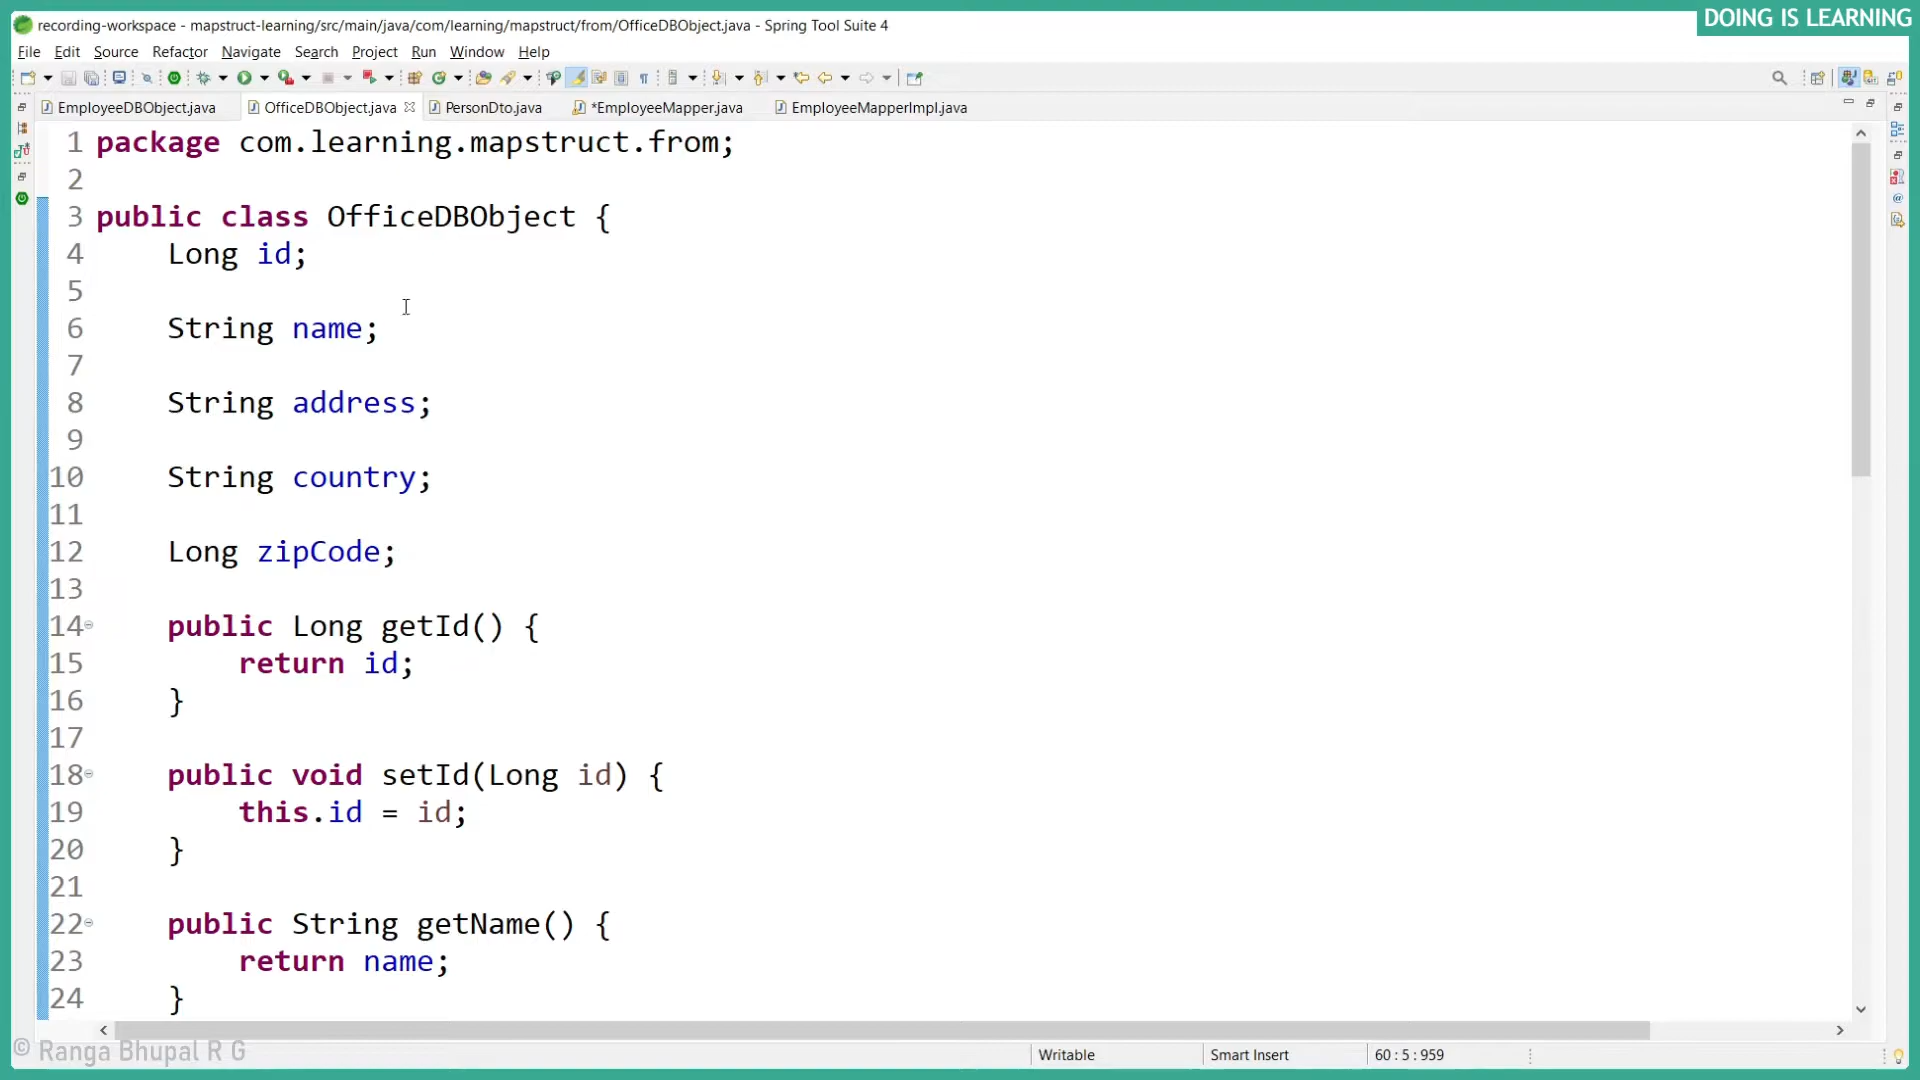 DOING IS LEARNING
recording-workspace - mapstruct-learning/src/main/java/com/learning/mapstruct/from/OfficeDBObject.java - Spring Tool Suite 4
File Edit Source Refactor Navigate Search Project Run Window Help
EmployeeDBObject.java OfficeDBObject.java PersonDto.java *EmployeeMapper.java EmployeeMapperImpl.java
1 package com.learning.mapstruct.from;
2
3 public class OfficeDBObject {
4 Long id;
5
6 String name;
7
8 String address;
9
10 String country;
11
12 Long zipCode;
13
14 public Long getId() {
15 return id;
16 }
17
18 public void setId(Long id) {
19 this.id = id;
20 }
21
22 public String getName() {
23 return name;
24 }
© Ranga Bhupal R G
Writable Smart Insert 60 : 5 : 959